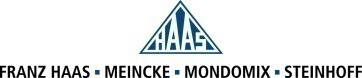 HAAS
FRANZ HAAS ▪ MEINCKE ▪ MONDOMIX ▪ STEINHOFF